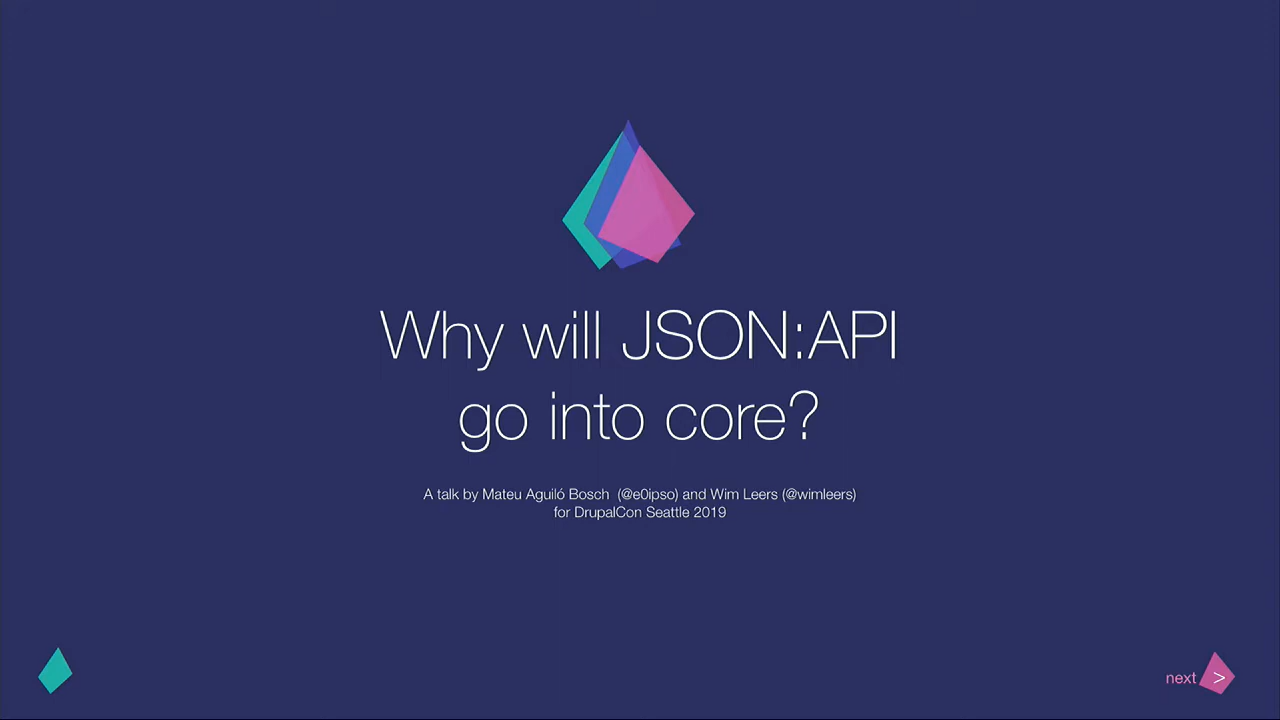 Why will JSON:API
go into core?
A talk by Mateu Aguiló Bosch (@e0ipso) and Wim Leers (@wimleers)
for DrupalCon Seattle 2019
next >